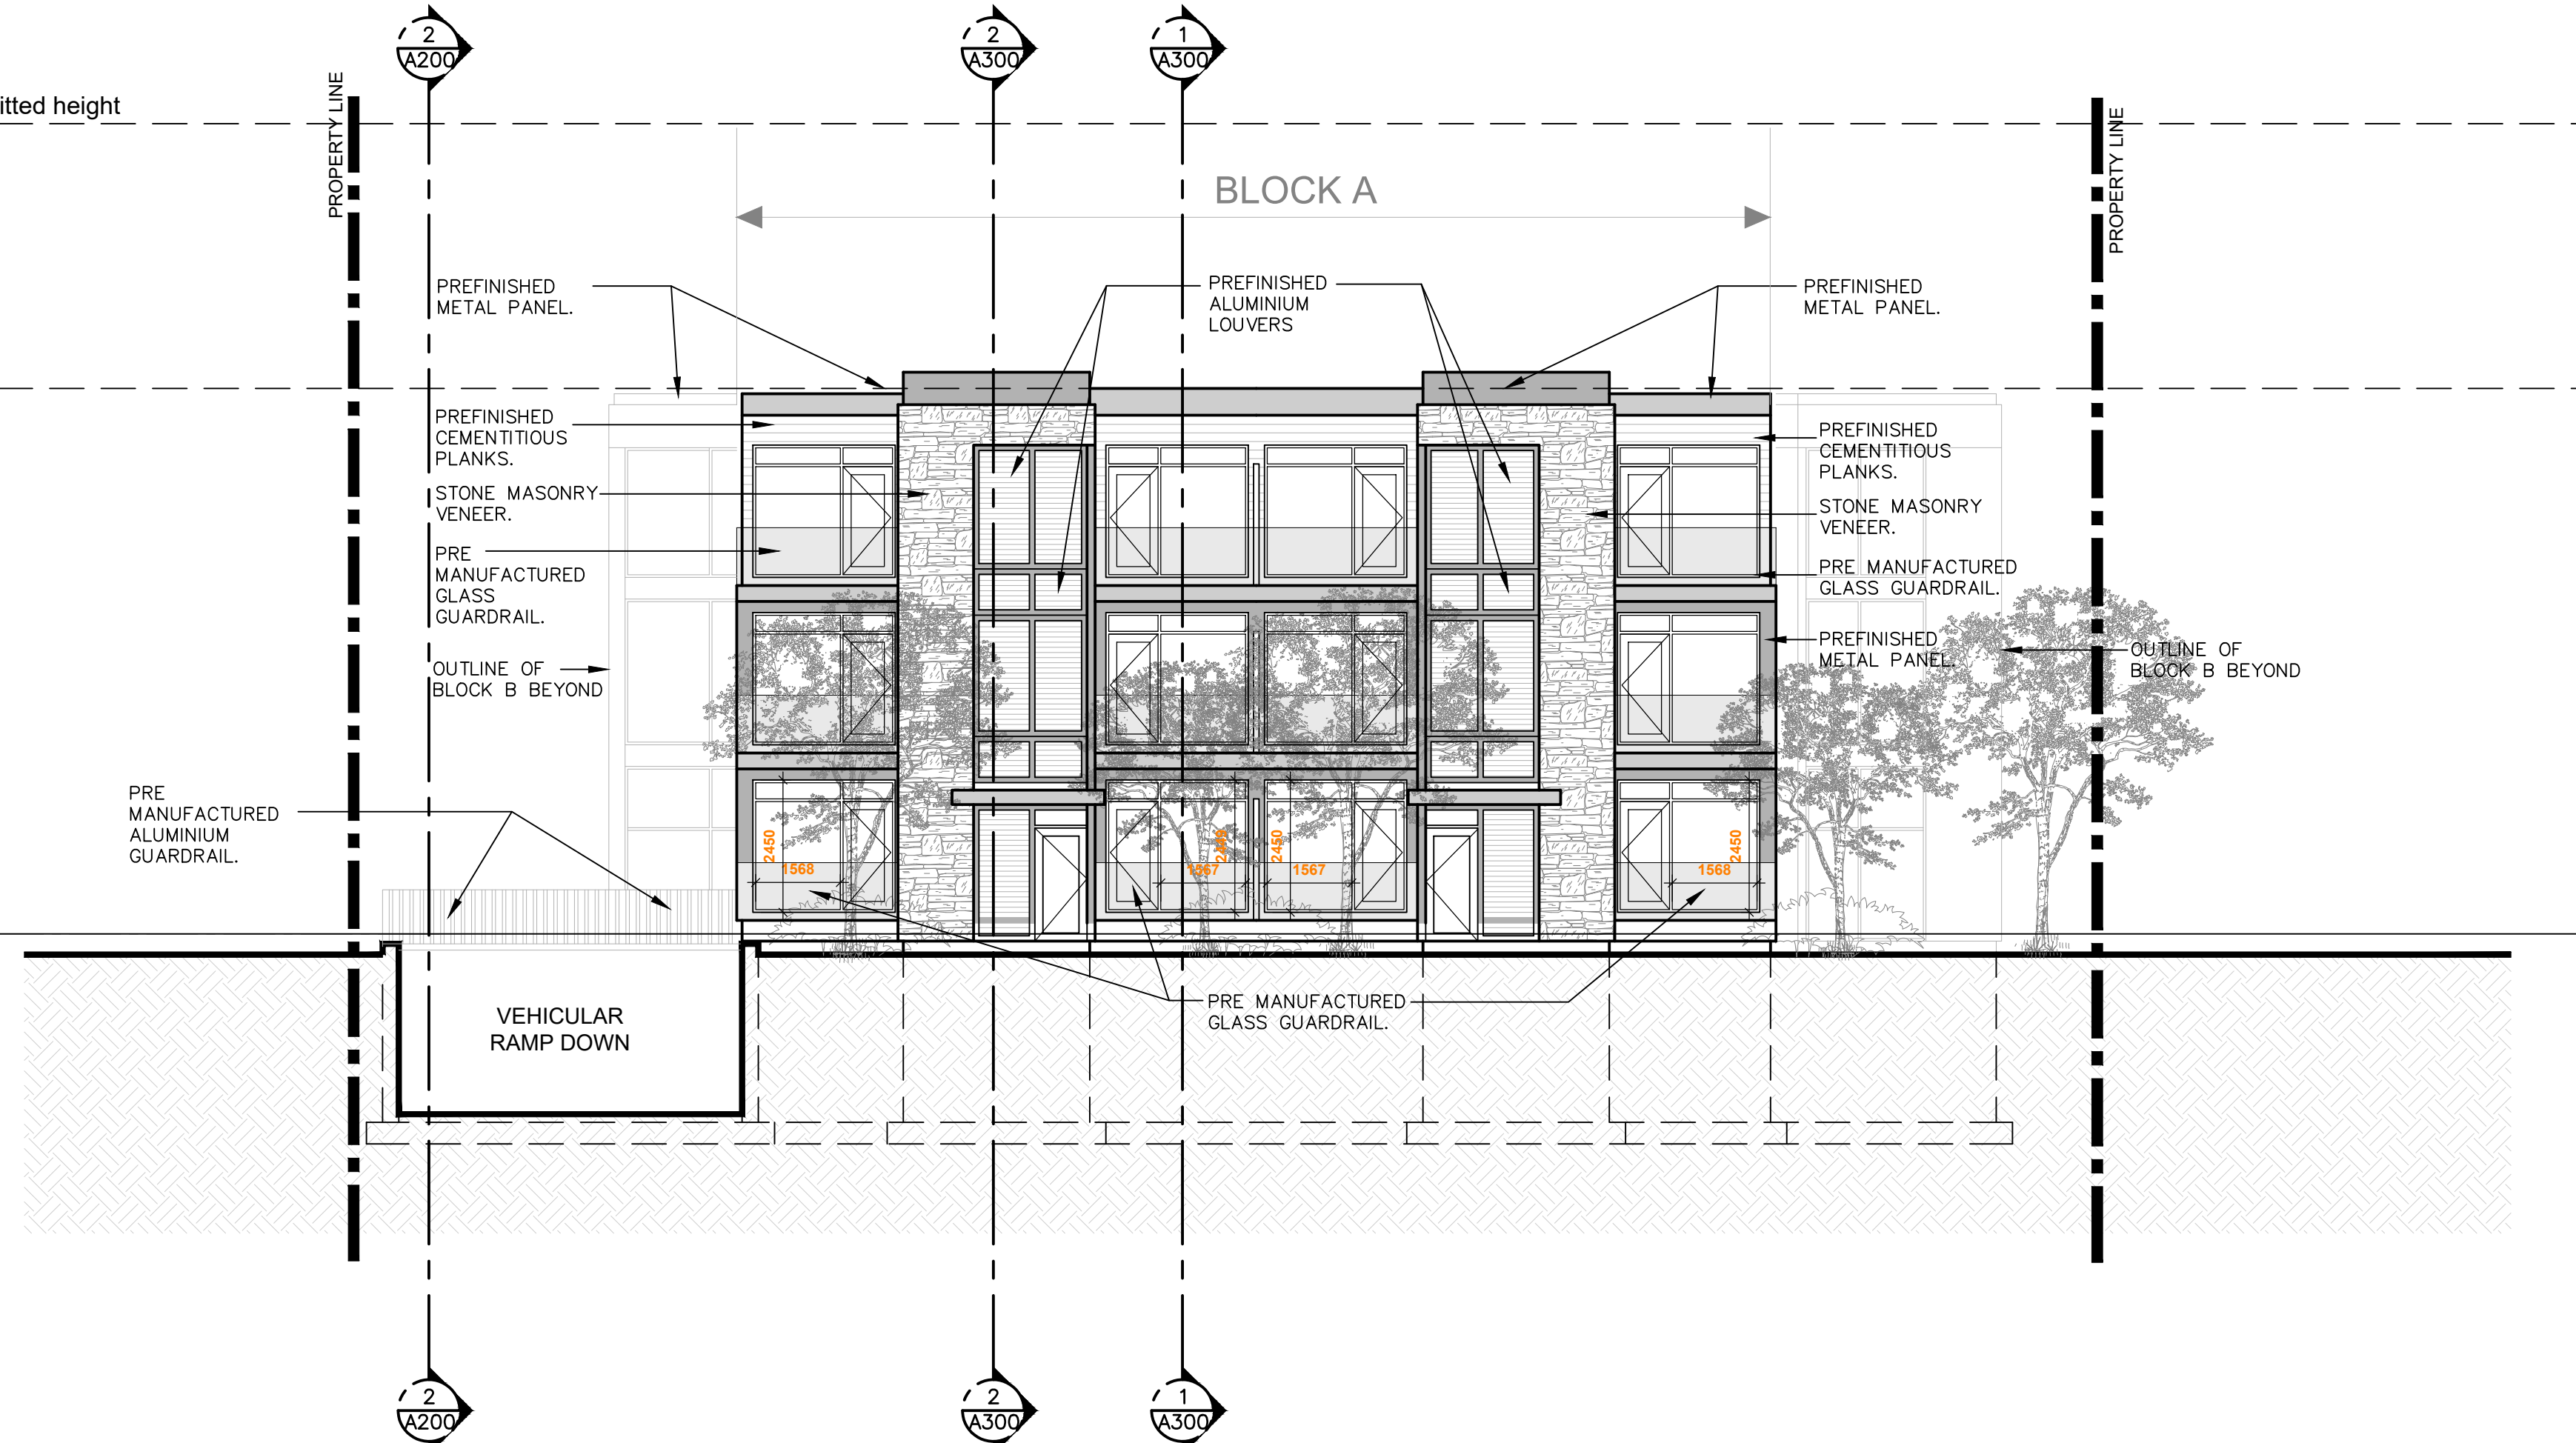 2
A200
2
A300
1
A300
itted height
PROPERTY LINE
PROPERTY LINE
BLOCK A
PREFINISHED
METAL PANEL.
PREFINISHED
ALUMINIUM
LOUVERS
PREFINISHED
METAL PANEL.
PREFINISHED
CEMENTITIOUS
PLANKS.
STONE MASONRY
VENEER.
PRE
MANUFACTURED
GLASS
GUARDRAIL.
OUTLINE OF
BLOCK B BEYOND
PREFINISHED
CEMENTITIOUS
PLANKS.
STONE MASONRY
VENEER.
PRE MANUFACTURED
GLASS GUARDRAIL.
PREFINISHED
METAL PANEL.
OUTLINE OF
BLOCK B BEYOND
PRE
MANUFACTURED
ALUMINIUM
GUARDRAIL.
2450
1568
1567
2450
1567
2450
1568
PRE MANUFACTURED
GLASS GUARDRAIL.
VEHICULAR
RAMP DOWN
2
A200
2
A300
1
A300